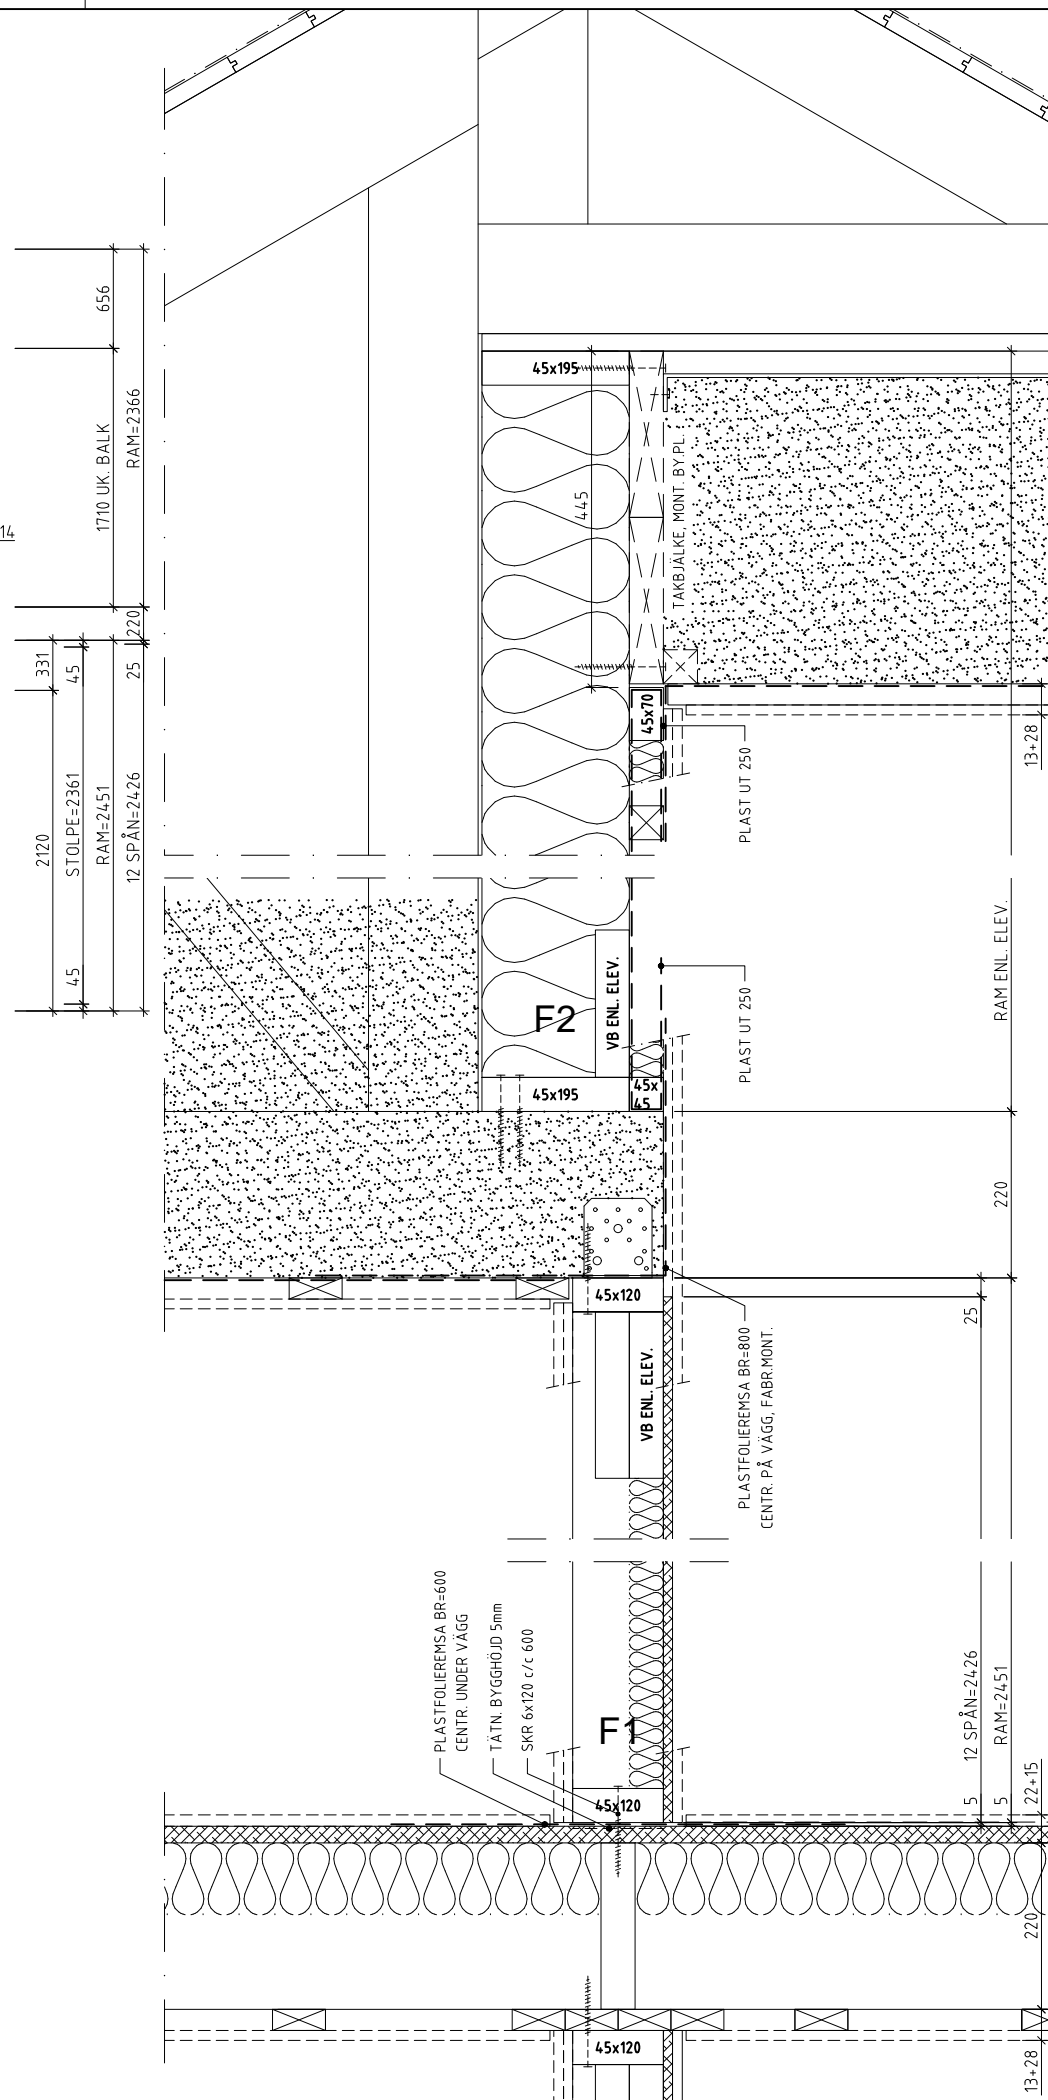 656
1710 UK. BALK
RAM=2366
14
220
331
45
25
2120
STOLPE=2361
RAM=2451
12 SPÅN=2426
45
45x195
445
TAKBJÄLKE, MONT. BY.PL.
45x70
PLAST UT 250
13+28
VB ENL. ELEV.
F2
PLAST UT 250
RAM ENL. ELEV.
45x195
45x
45
220
45x120
25
VB ENL. ELEV.
PLASTFOLIEREMSA BR=800
CENTR. PÅ VÄGG, FABR.MONT.
PLASTFOLIEREMSA BR=600
CENTR. UNDER VÄGG
TÄTN. BYGGHÖJD 5mm
SKR 6x120 c/c 600
F1
12 SPÅN=2426
RAM=2451
45x120
5
5
22+15
220
45x120
13+28